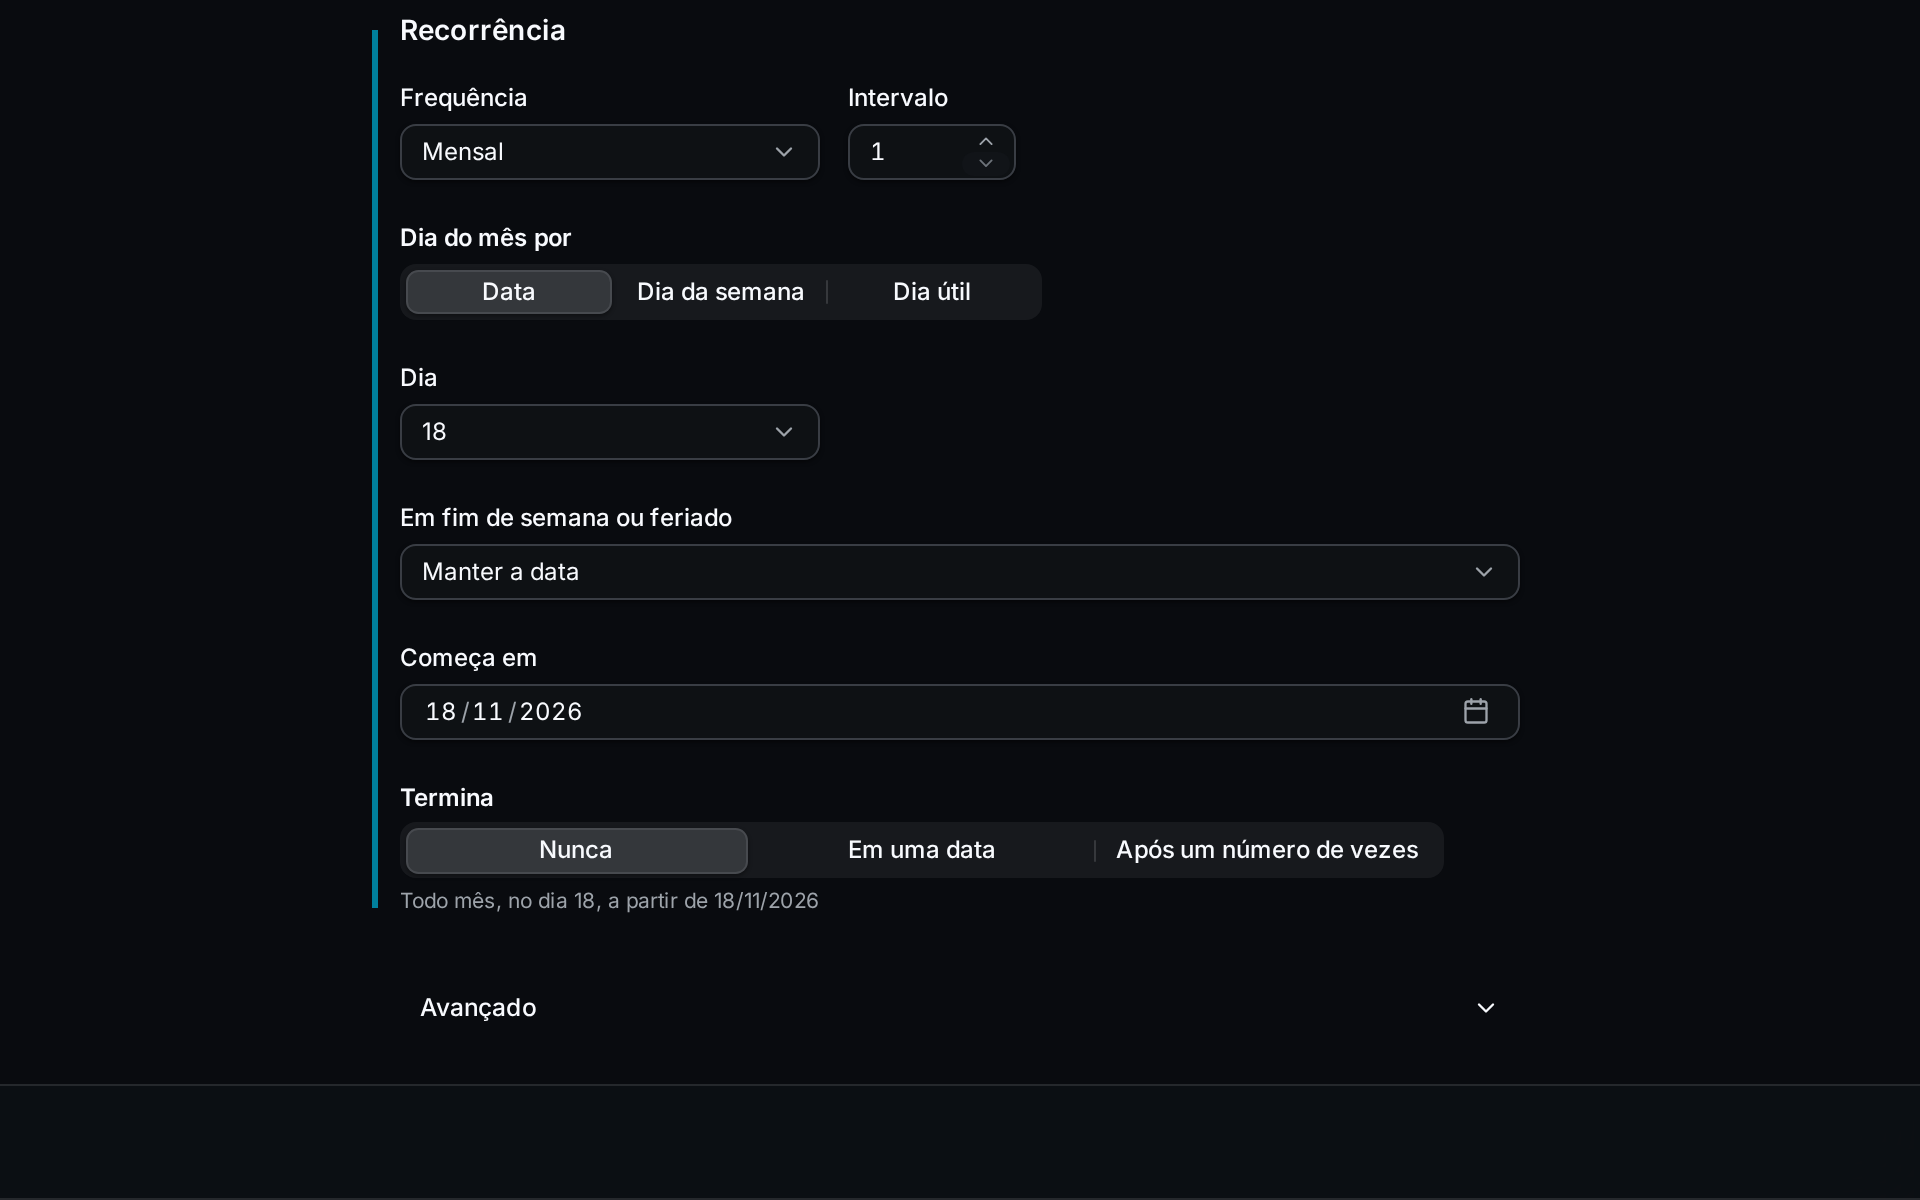 Recorrência
Frequência Intervalo
Mensal 1
Dia do mês por
Data Dia da semana Dia útil
Dia
18
Em fim de semana ou feriado
Manter a data
Começa em
18/11/2026
Termina
Nunca Em uma data Após um número de vezes
Todo mês, no dia 18, a partir de 18/11/2026
Avançado